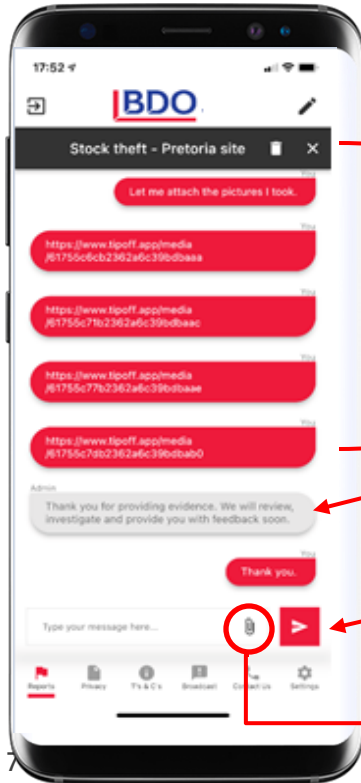 17:52
BDO
Stock theft - Pretoria site
You
Let me attach the pictures I took.
You
https://www.tipoff.app/media
/61755c6cb2362a6c39bdbaaa
You
https://www.tipoff.app/media
/61755c71b2362a6c39bdbaac
You
https://www.tipoff.app/media
/61755c77b2362a6c39bdbaae
You
https://www.tipoff.app/media
/61755c7db2362a6c39bdbab0
Admin
Thank you for providing evidence. We will review,
investigate and provide you with feedback soon.
You
Thank you.
Type your message here...
Reports Privacy T's & C's Broadcast Contact Us Settings
7